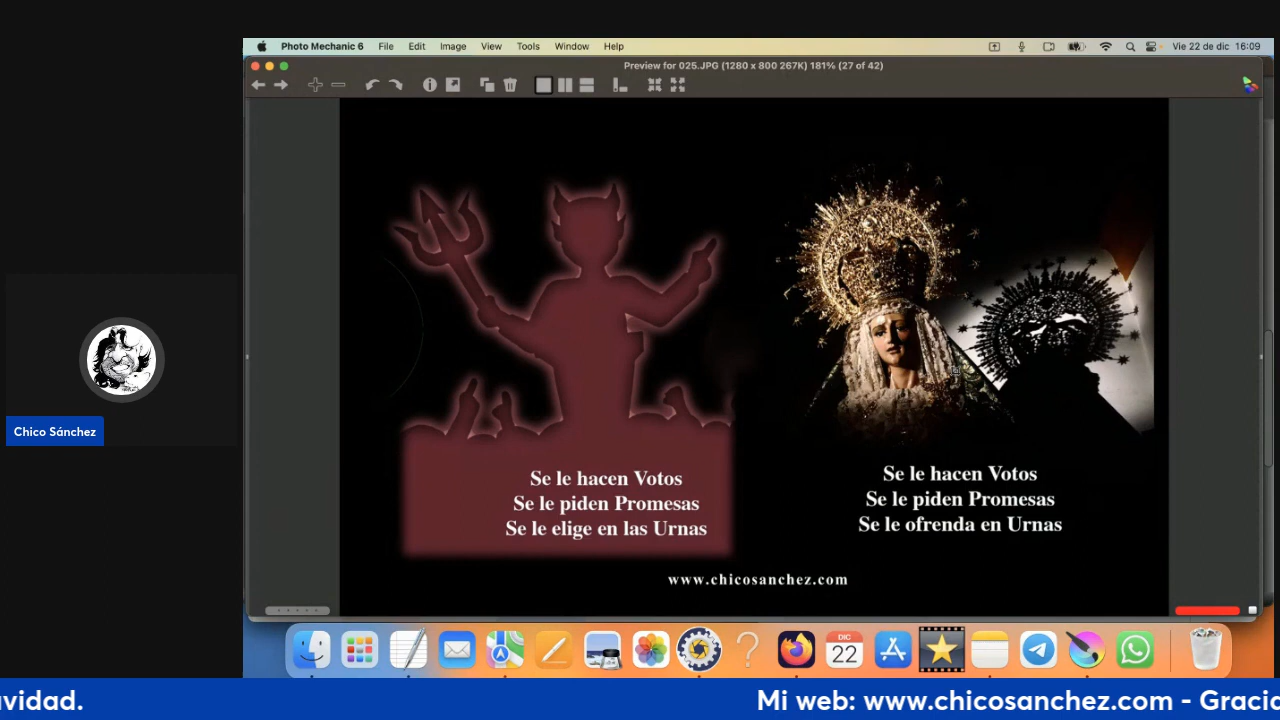 Photo Mechanic 6 File Edit Image View Tools Window Help Vie 22 de dic 16:09
Preview for 025.JPG (1280 x 800 267K) 181% (27 of 42)
Se le hacen Votos
Se le piden Promesas
Se le elige en las Urnas
Se le hacen Votos
Se le piden Promesas
Se le ofrenda en Urnas
www.chicosanchez.com
Chico Sánchez
DIC
22
avidad. Mi web: www.chicosanchez.com - Gracia